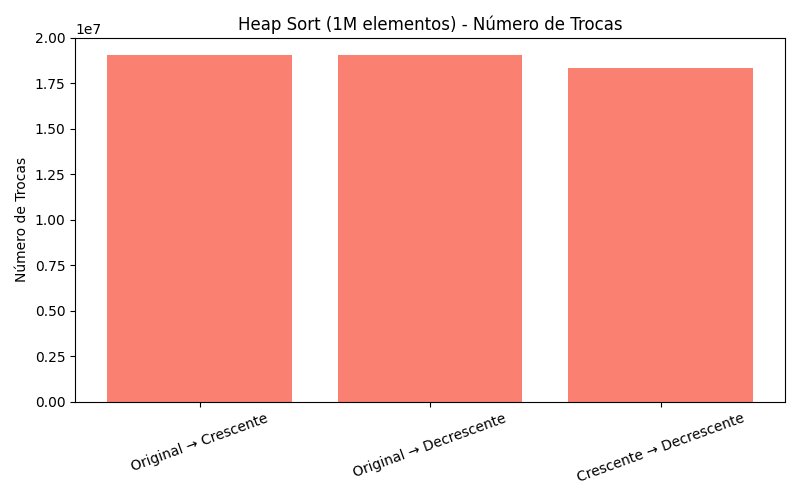 Heap Sort (1M elementos) - Número de Trocas
1e7
2.00
1.75
1.50
1.25
1.00
0.75
0.50
0.25
0.00
Número de Trocas
Original → Crescente
Original → Decrescente
Crescente → Decrescente